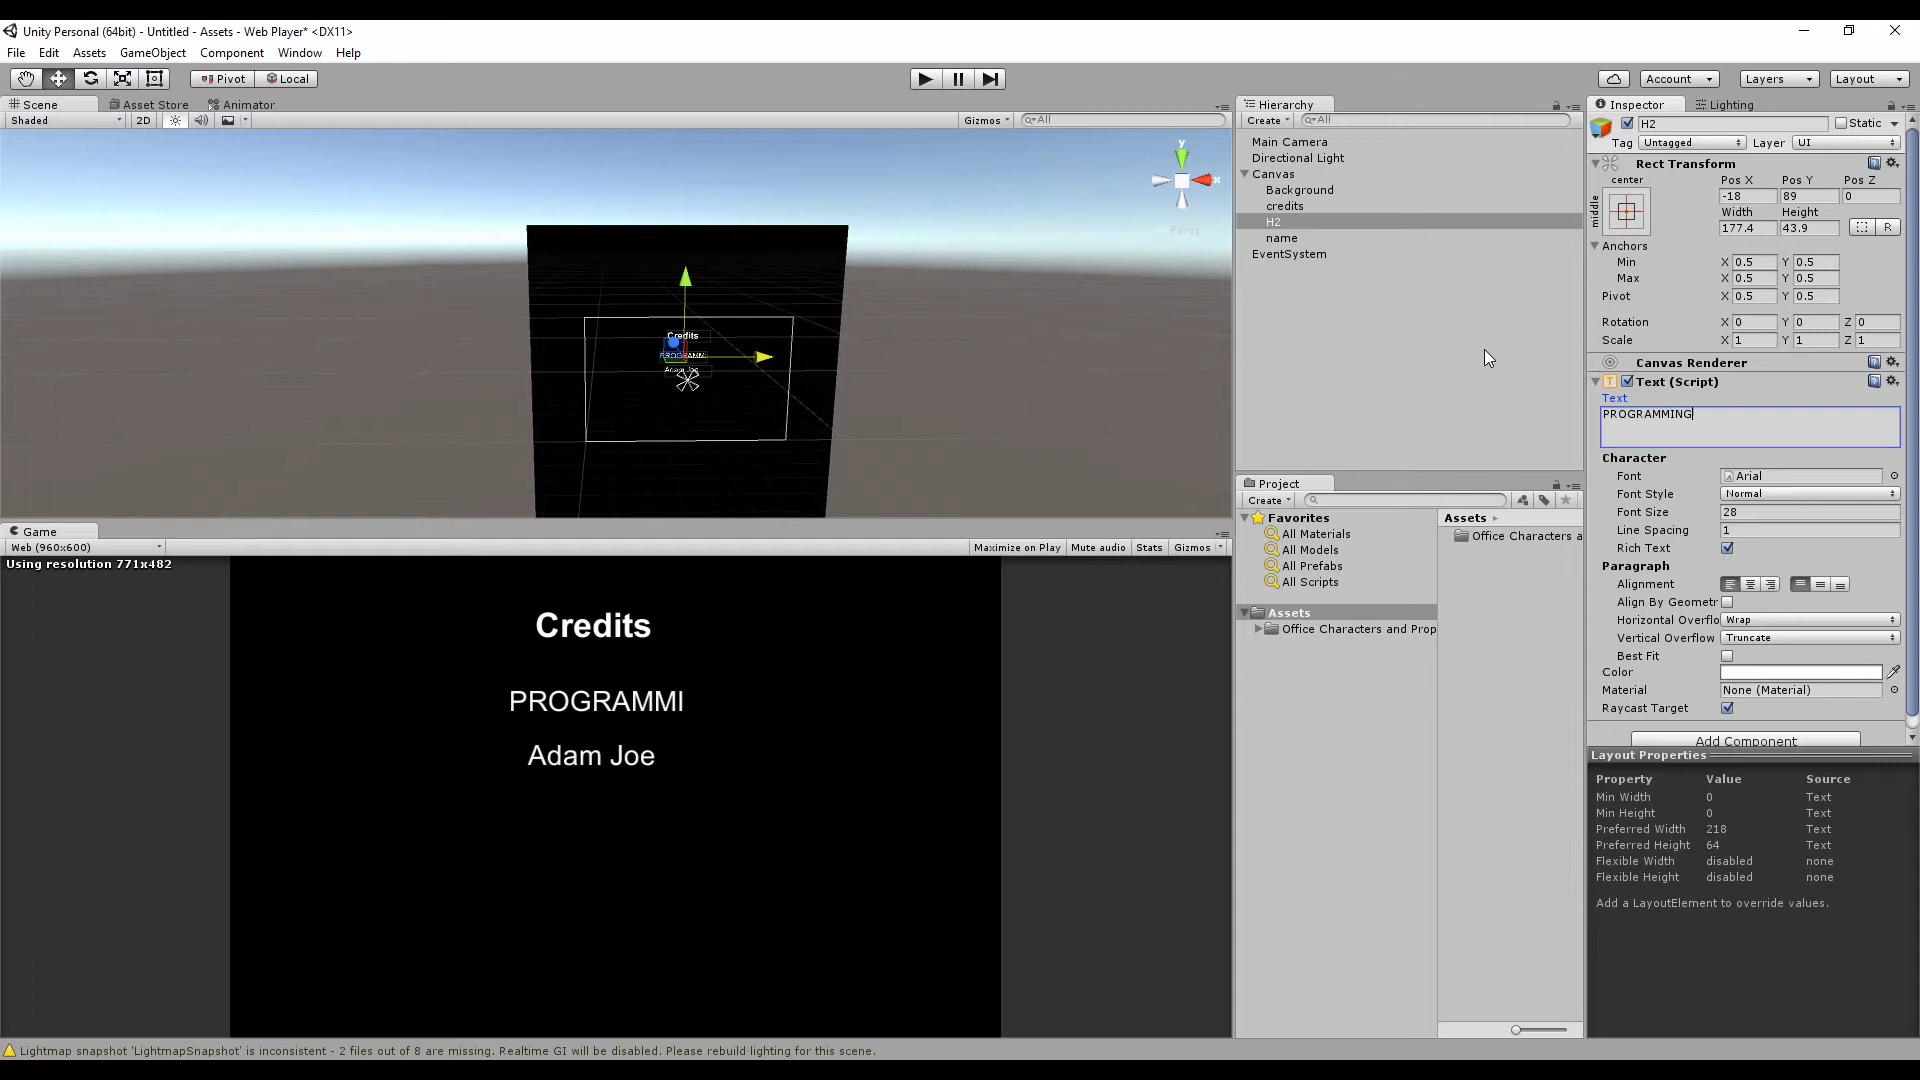 Unity Personal (64bit) - Untitled - Assets - Web Player* <DX11>
File Edit Assets GameObject Component Window Help
Pivot Local Account Layers Layout
Scene Asset Store Animator
Shaded 2D Gizmos All
y
x
Persp
Credits
PROGRAMMI
Adam Joe
Game
Web (960x600) Maximize on Play Mute audio Stats Gizmos
Using resolution 771x482
Credits
PROGRAMMI
Adam Joe
Hierarchy
Create All
Main Camera
Directional Light
Canvas
Background
credits
H2
name
EventSystem
Project
Create
Favorites
All Materials
All Models
All Prefabs
All Scripts
Assets
Office Characters and Prop
Assets
Office Characters a
Inspector Lighting
H2 Static
Tag Untagged Layer UI
Rect Transform
center
middle
Pos X Pos Y Pos Z
-18 89 0
Width Height
177.4 43.9 R
Anchors
Min X 0.5 Y 0.5
Max X 0.5 Y 0.5
Pivot X 0.5 Y 0.5
Rotation X 0 Y 0 Z 0
Scale X 1 Y 1 Z 1
Canvas Renderer
T Text (Script)
Text
PROGRAMMING
Character
Font Arial
Font Style Normal
Font Size 28
Line Spacing 1
Rich Text
Paragraph
Alignment
Align By Geometr
Horizontal Overflo Wrap
Vertical Overflow Truncate
Best Fit
Color
Material None (Material)
Raycast Target
Add Component
Layout Properties
Property Value Source
Min Width 0 Text
Min Height 0 Text
Preferred Width 218 Text
Preferred Height 64 Text
Flexible Width disabled none
Flexible Height disabled none
Add a LayoutElement to override values.
Lightmap snapshot 'LightmapSnapshot' is inconsistent - 2 files out of 8 are missing. Realtime GI will be disabled. Please rebuild lighting for this scene.